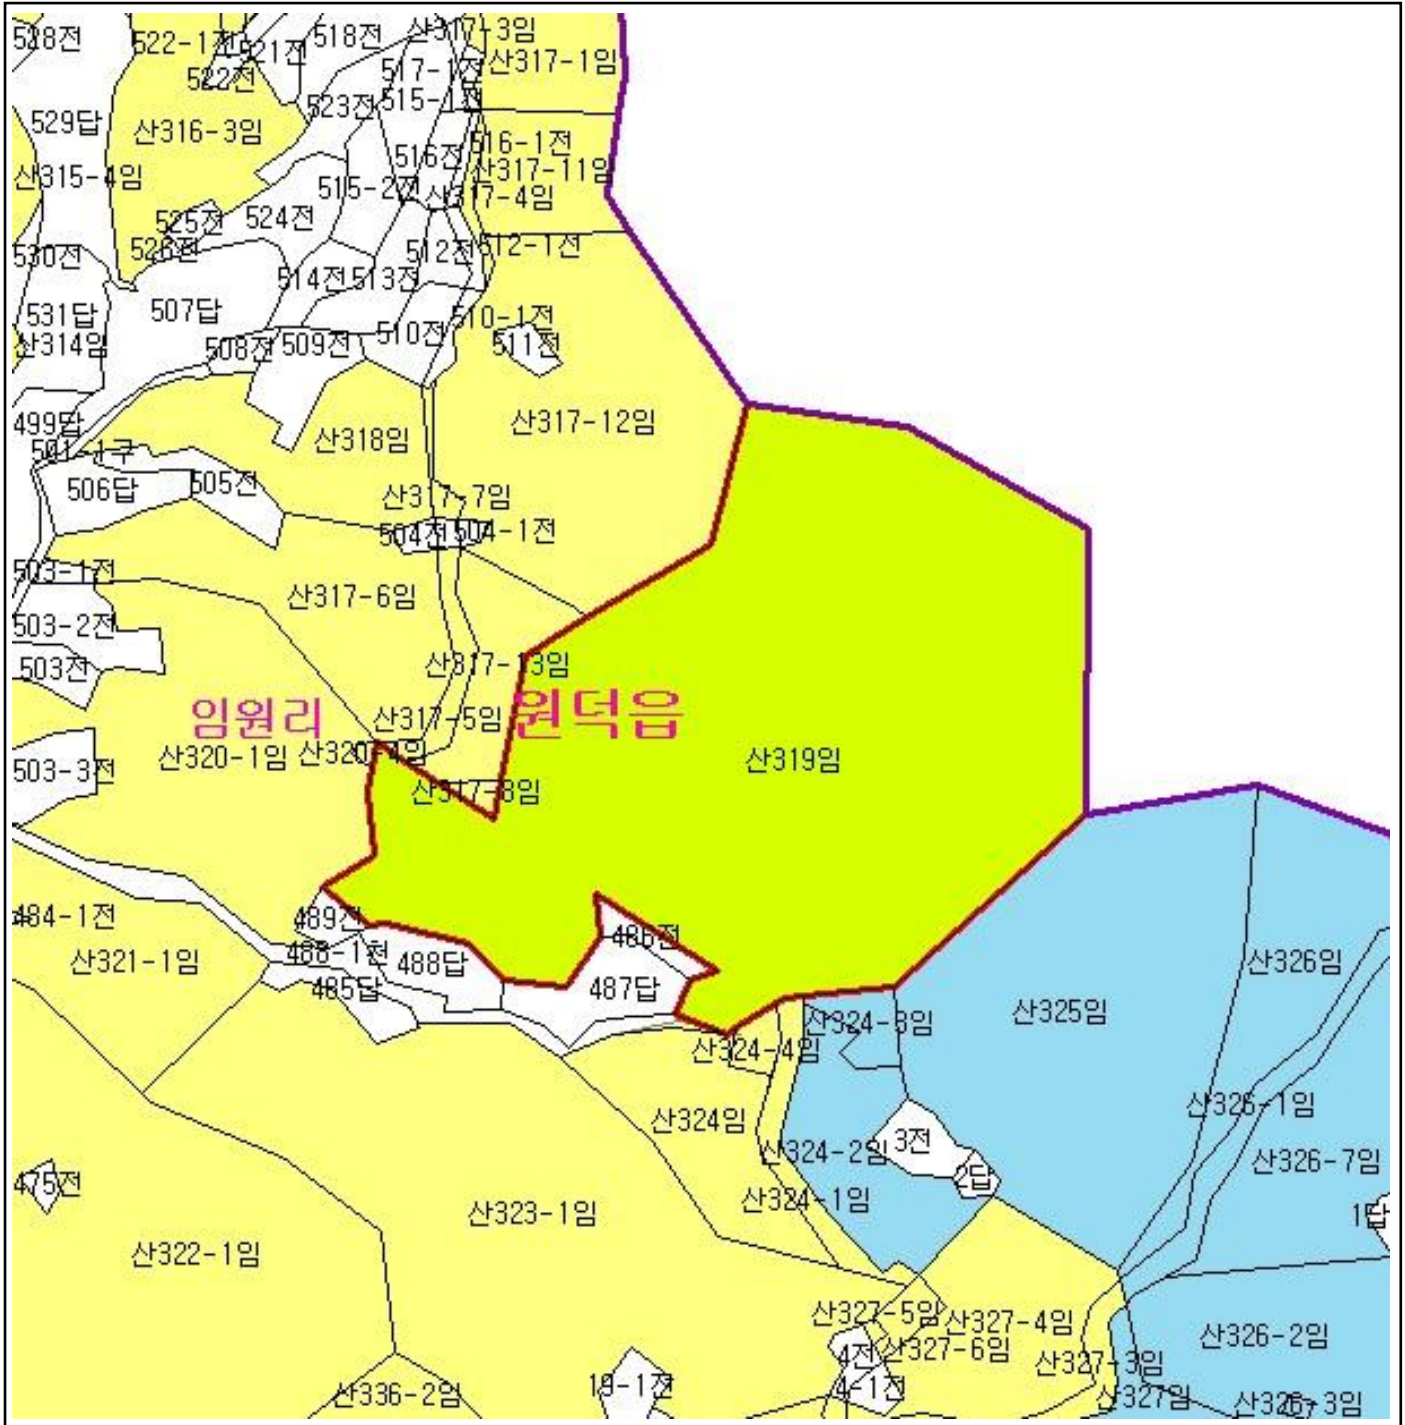 528전 522-1전 521전 518전 산317-3임
522전 517-1전 산317-1임
529답 산316-3임 523전 515-1전
516전 516-1전
산315-4임 515-2전 산317-11임
산317-4임
525전 524전
530전 526전 512전 512-1전
514전 513전
531답 507답 510-1전
산314임 508전 509전 510전 511전
499답 산318임 산317-12임
501-1구
506답 505전 산317-7임
504전 504-1전
503-1전 산317-6임
503-2전
503전 산317-13임
임원리 산317-5임 원덕읍
503-3전 산320-1임 산320-4임 산319임
산317-8임
484-1전 489전
산321-1임 488-1천 488답 486전 산326임
485답 487답 산325임
산324-3임
산324-4임
산324임 산326-1임
산324-2임 3전 산326-7임
475전 2답
산323-1임 산324-1임 1답
산322-1임
산327-5임 산327-4임 산326-2임
4전 산327-6임 산327-3임
산336-2임 19-1전 4-1전 산327임